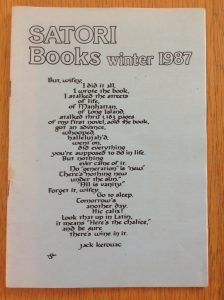 SATORI
Books winter 1987
But, wifey,
I did it all,
I wrote the book,
I stalked the streets
of life,
of Manhattan,
of Long Island,
stalked thru 1,183 pages
of my first novel, sold the book,
got an advance,
whooped,
hallelujah'd,
went on,
did everything
you're supposed to do in life.
But nothing
ever came of it.
No "generation" is "new."
There's "nothing new
under the sun."
"All is vanity."
Forget it, wifey.
Go to sleep.
Tomorrow's
another day.
Hic calix!
Look that up in Latin,
it means "Here's the chalice,"
and be sure
there's wine in it.
jack kerouac